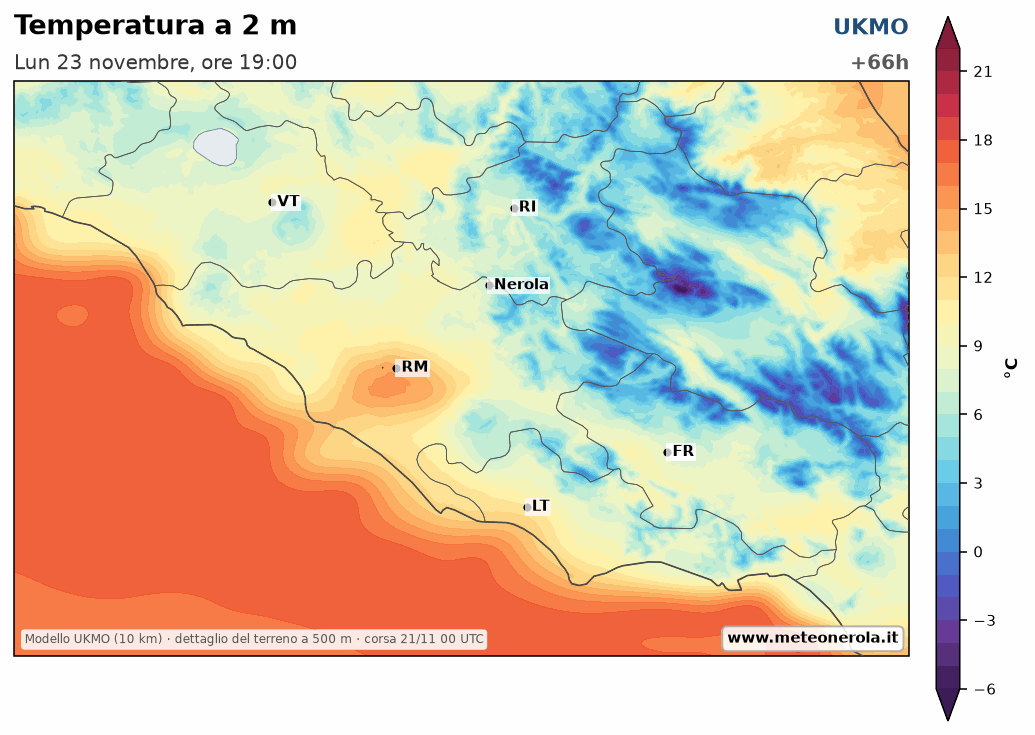 Temperatura a 2 m
UKMO
Lun 23 novembre, ore 19:00
+66h
VT
RI
Nerola
RM
FR
LT
Modello UKMO (10 km) · dettaglio del terreno a 500 m · corsa 21/11 00 UTC
www.meteonerola.it
21
18
15
12
9
6
3
0
−3
−6
°C